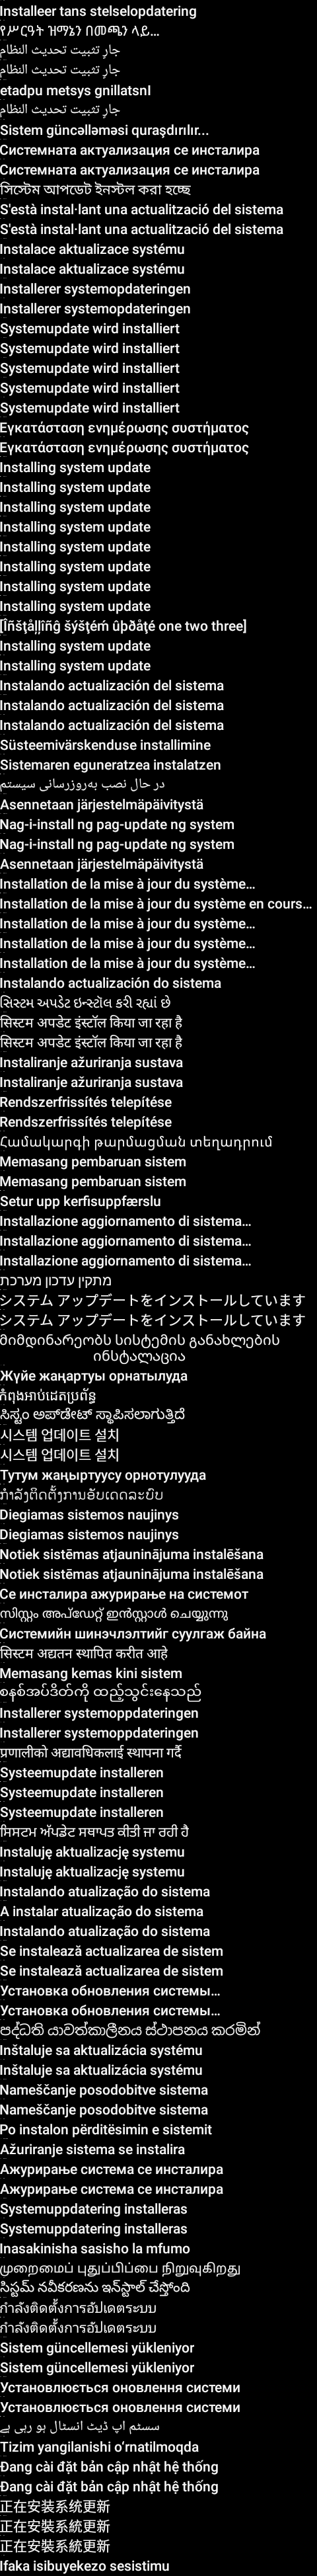 Installeer tans stelselopdatering
የሥርዓት ዝማኔን በመጫን ላይ…
جارٍ تثبيت تحديث النظام
جارٍ تثبيت تحديث النظام
etadpu metsys gnillatsnI
جارٍ تثبيت تحديث النظام
Sistem güncəlləməsi quraşdırılır...
Системната актуализация се инсталира
Системната актуализация се инсталира
সিস্টেম আপডেট ইনস্টল করা হচ্ছে
S'està instal·lant una actualització del sistema
S'està instal·lant una actualització del sistema
Instalace aktualizace systému
Instalace aktualizace systému
Installerer systemopdateringen
Installerer systemopdateringen
Systemupdate wird installiert
Systemupdate wird installiert
Systemupdate wird installiert
Systemupdate wird installiert
Systemupdate wird installiert
Εγκατάσταση ενημέρωσης συστήματος
Εγκατάσταση ενημέρωσης συστήματος
Installing system update
Installing system update
Installing system update
Installing system update
Installing system update
Installing system update
Installing system update
Installing system update
[Îñšţåļļîñĝ šýšţéḿ ûþðåţé one two three]
Installing system update
Installing system update
Instalando actualización del sistema
Instalando actualización del sistema
Instalando actualización del sistema
Süsteemivärskenduse installimine
Sistemaren eguneratzea instalatzen
در حال نصب به‌روزرسانی سیستم
Asennetaan järjestelmäpäivitystä
Nag-i-install ng pag-update ng system
Nag-i-install ng pag-update ng system
Asennetaan järjestelmäpäivitystä
Installation de la mise à jour du système…
Installation de la mise à jour du système en cours…
Installation de la mise à jour du système…
Installation de la mise à jour du système…
Installation de la mise à jour du système…
Instalando actualización do sistema
સિસ્ટમ અપડેટ ઇન્સ્ટૉલ કરી રહ્યાં છે
सिस्टम अपडेट इंस्टॉल किया जा रहा है
सिस्टम अपडेट इंस्टॉल किया जा रहा है
Instaliranje ažuriranja sustava
Instaliranje ažuriranja sustava
Rendszerfrissítés telepítése
Rendszerfrissítés telepítése
Համակարգի թարմացման տեղադրում
Memasang pembaruan sistem
Memasang pembaruan sistem
Setur upp kerfisuppfærslu
Installazione aggiornamento di sistema…
Installazione aggiornamento di sistema…
Installazione aggiornamento di sistema…
מתקין עדכון מערכת
システム アップデートをインストールしています
システム アップデートをインストールしています
მიმდინარეობს სისტემის განახლების
ინსტალაცია
Жүйе жаңартуы орнатылуда
កំពុងអាប់ដេតប្រព័ន្ធ
ಸಿಸ್ಟಂ ಅಪ್‌ಡೇಟ್ ಸ್ಥಾಪಿಸಲಾಗುತ್ತಿದೆ
시스템 업데이트 설치
시스템 업데이트 설치
Тутум жаңыртуусу орнотулууда
ກຳລັງຕິດຕັ້ງການອັບເດດລະບົບ
Diegiamas sistemos naujinys
Diegiamas sistemos naujinys
Notiek sistēmas atjauninājuma instalēšana
Notiek sistēmas atjauninājuma instalēšana
Се инсталира ажурирање на системот
സിസ്റ്റം അപ്ഡേറ്റ് ഇൻസ്റ്റാൾ ചെയ്യുന്നു
Системийн шинэчлэлтийг суулгаж байна
सिस्टम अद्यतन स्थापित करीत आहे
Memasang kemas kini sistem
စနစ်အပ်ဒိတ်ကို ထည့်သွင်းနေသည်
Installerer systemoppdateringen
Installerer systemoppdateringen
प्रणालीको अद्यावधिकलाई स्थापना गर्दै
Systeemupdate installeren
Systeemupdate installeren
Systeemupdate installeren
ਸਿਸਟਮ ਅੱਪਡੇਟ ਸਥਾਪਤ ਕੀਤੀ ਜਾ ਰਹੀ ਹੈ
Instaluję aktualizację systemu
Instaluję aktualizację systemu
Instalando atualização do sistema
A instalar atualização do sistema
Instalando atualização do sistema
Se instalează actualizarea de sistem
Se instalează actualizarea de sistem
Установка обновления системы…
Установка обновления системы…
පද්ධති යාවත්කාලීනය ස්ථාපනය කරමින්
Inštaluje sa aktualizácia systému
Inštaluje sa aktualizácia systému
Nameščanje posodobitve sistema
Nameščanje posodobitve sistema
Po instalon përditësimin e sistemit
Ažuriranje sistema se instalira
Ажурирање система се инсталира
Ажурирање система се инсталира
Systemuppdatering installeras
Systemuppdatering installeras
Inasakinisha sasisho la mfumo
முறைமைப் புதுப்பிப்பை நிறுவுகிறது
సిస్టమ్ నవీకరణను ఇన్‌స్టాల్ చేస్తోంది
กำลังติดตั้งการอัปเดตระบบ
กำลังติดตั้งการอัปเดตระบบ
Sistem güncellemesi yükleniyor
Sistem güncellemesi yükleniyor
Установлюється оновлення системи
Установлюється оновлення системи
سسٹم اپ ڈیٹ انسٹال ہو رہی ہے
Tizim yangilanishi o‘rnatilmoqda
Đang cài đặt bản cập nhật hệ thống
Đang cài đặt bản cập nhật hệ thống
正在安装系统更新
正在安裝系統更新
正在安裝系統更新
Ifaka isibuyekezo sesistimu